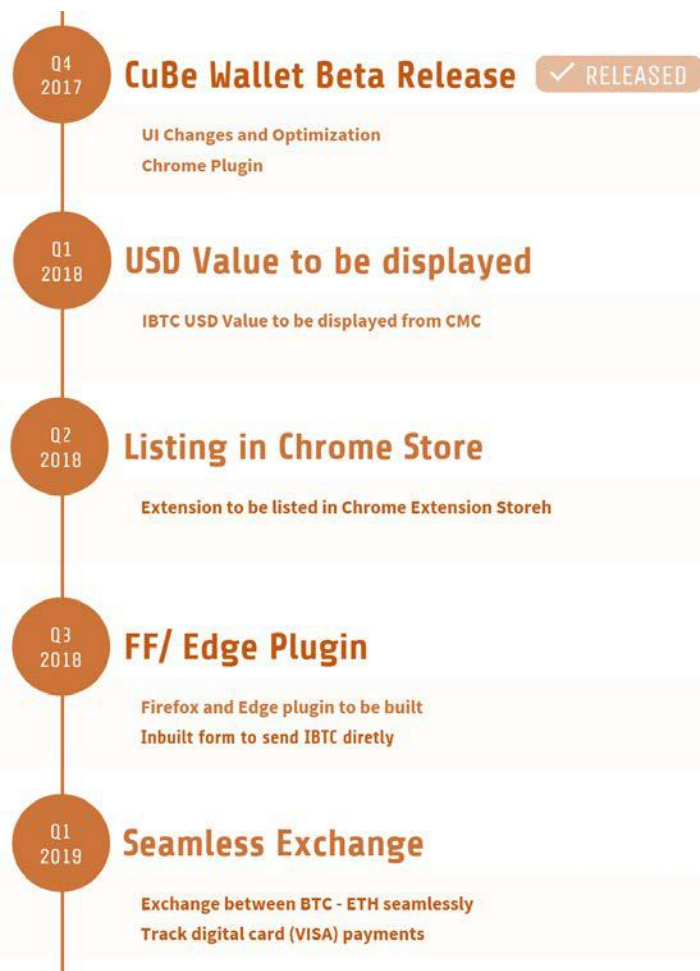 Q4
2017
CuBe Wallet Beta Release
✓ RELEASED
UI Changes and Optimization
Chrome Plugin
Q1
2018
USD Value to be displayed
IBTC USD Value to be displayed from CMC
Q2
2018
Listing in Chrome Store
Extension to be listed in Chrome Extension Storeh
Q3
2018
FF/ Edge Plugin
Firefox and Edge plugin to be built
Inbuilt form to send IBTC diretly
Q1
2019
Seamless Exchange
Exchange between BTC - ETH seamlessly
Track digital card (VISA) payments